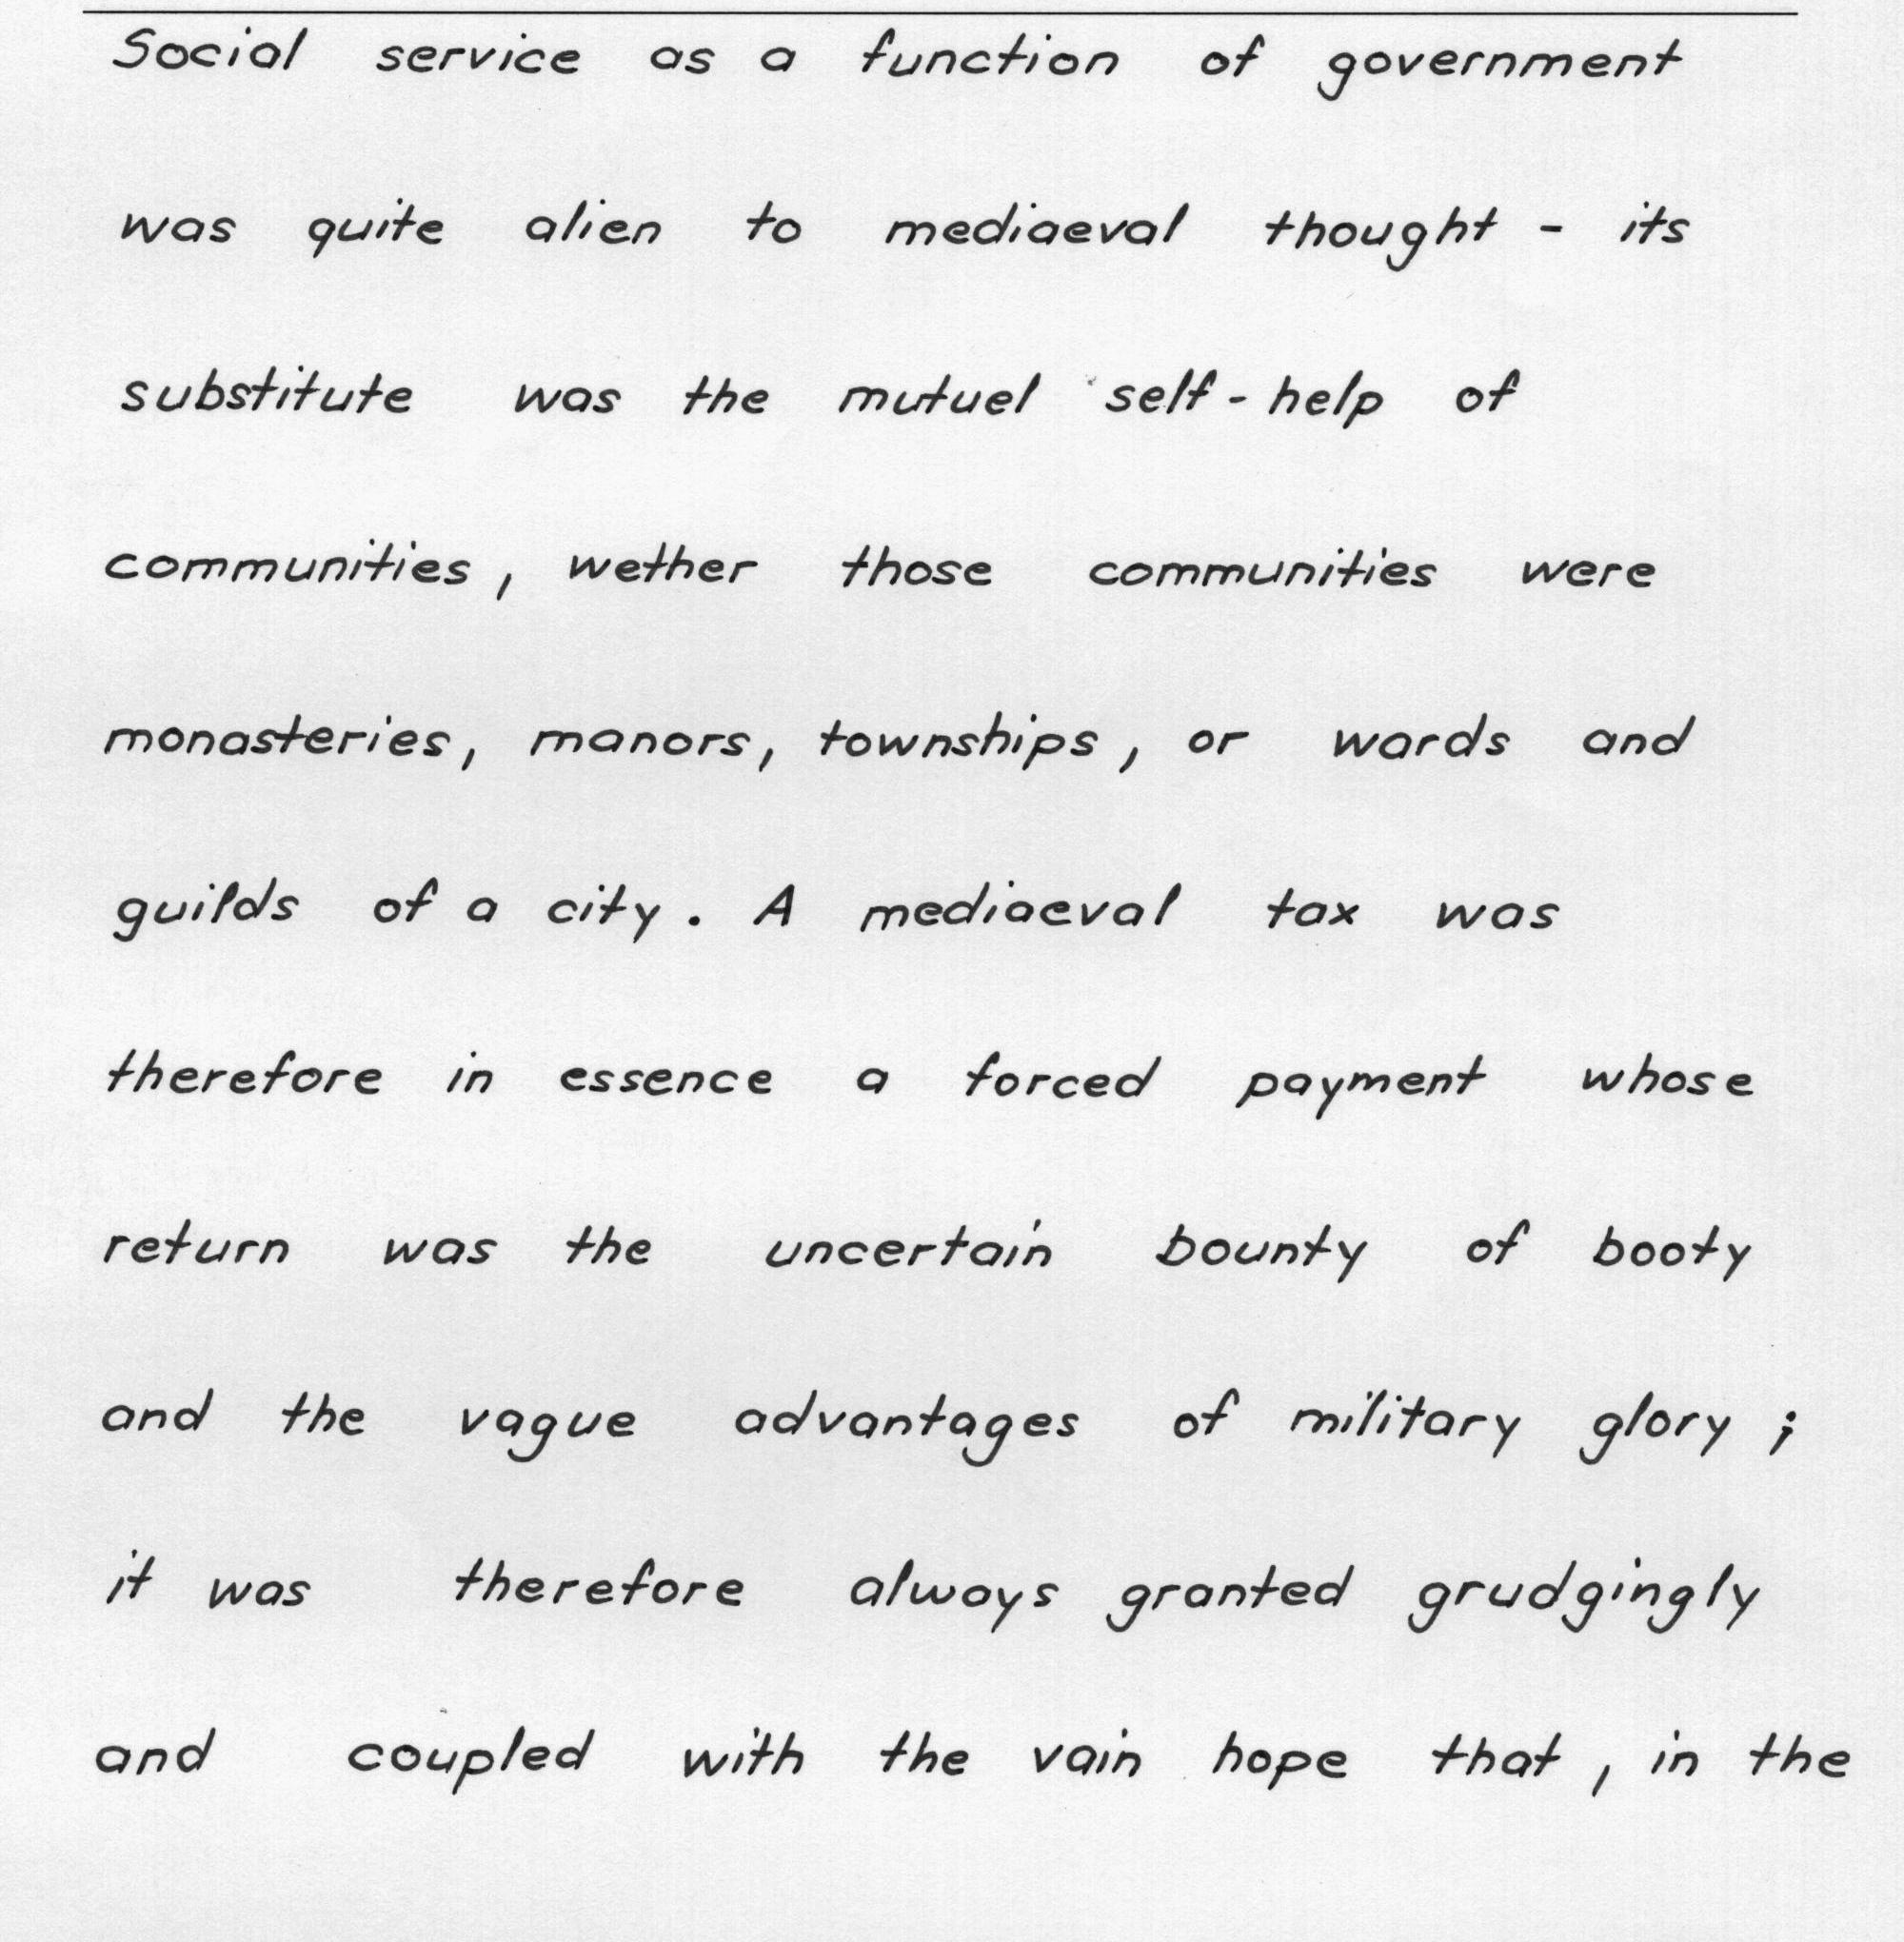 Social service as a function of government
was quite alien to mediaeval thought - its
substitute was the mutuel self-help of
communities, wether those communities were
monasteries, manors, townships, or wards and
guilds of a city. A mediaeval tax was
therefore in essence a forced payment whose
return was the uncertain bounty of booty
and the vague advantages of military glory;
it was therefore always granted grudgingly
and coupled with the vain hope that, in the